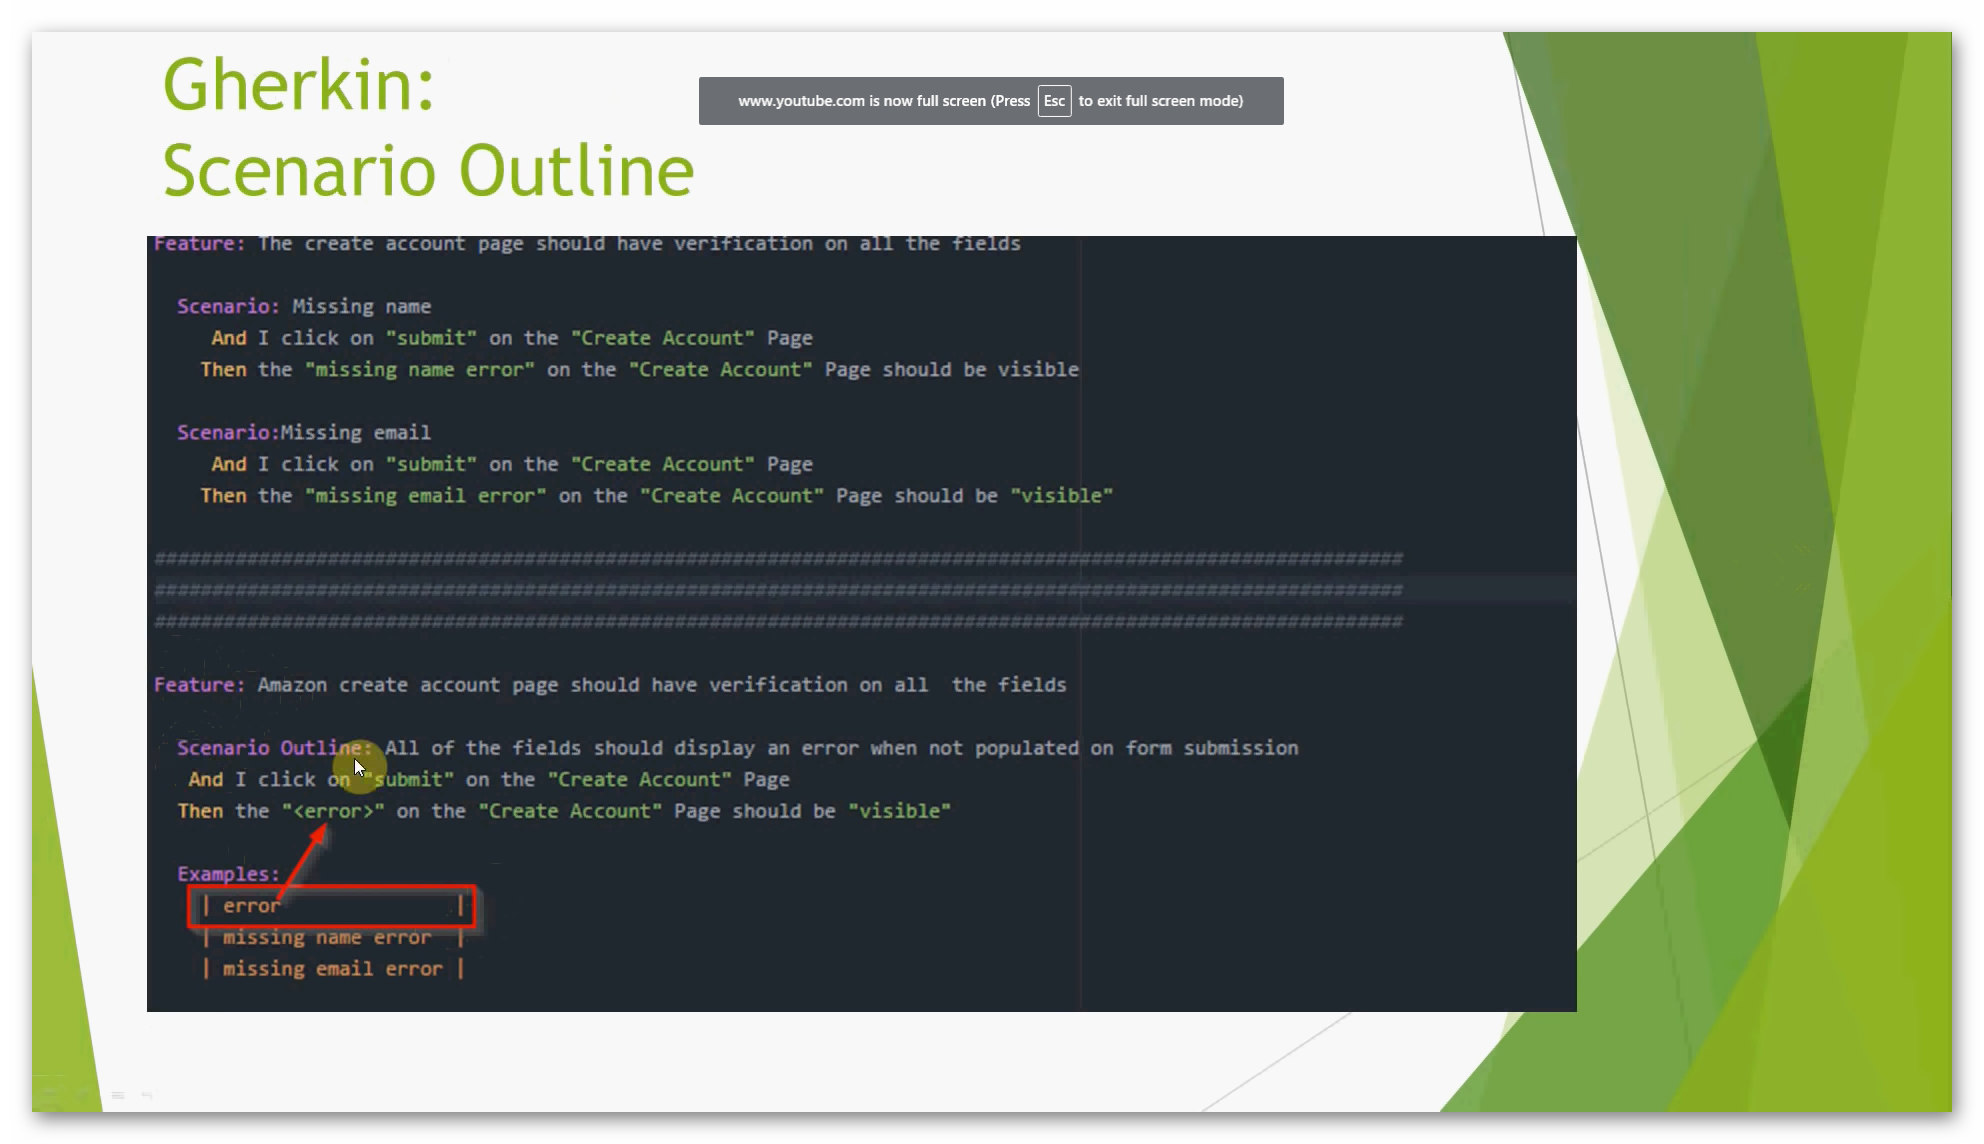 Gherkin:
Scenario Outline
www.youtube.com is now full screen (Press Esc to exit full screen mode)
Feature: The create account page should have verification on all the fields
Scenario: Missing name
And I click on "submit" on the "Create Account" Page
Then the "missing name error" on the "Create Account" Page should be visible
Scenario:Missing email
And I click on "submit" on the "Create Account" Page
Then the "missing email error" on the "Create Account" Page should be "visible"
############################################################################################################
############################################################################################################
############################################################################################################
Feature: Amazon create account page should have verification on all  the fields
Scenario Outline: All of the fields should display an error when not populated on form submission
And I click on "submit" on the "Create Account" Page
Then the "<error>" on the "Create Account" Page should be "visible"
Examples:
| error |
| missing name error |
| missing email error |